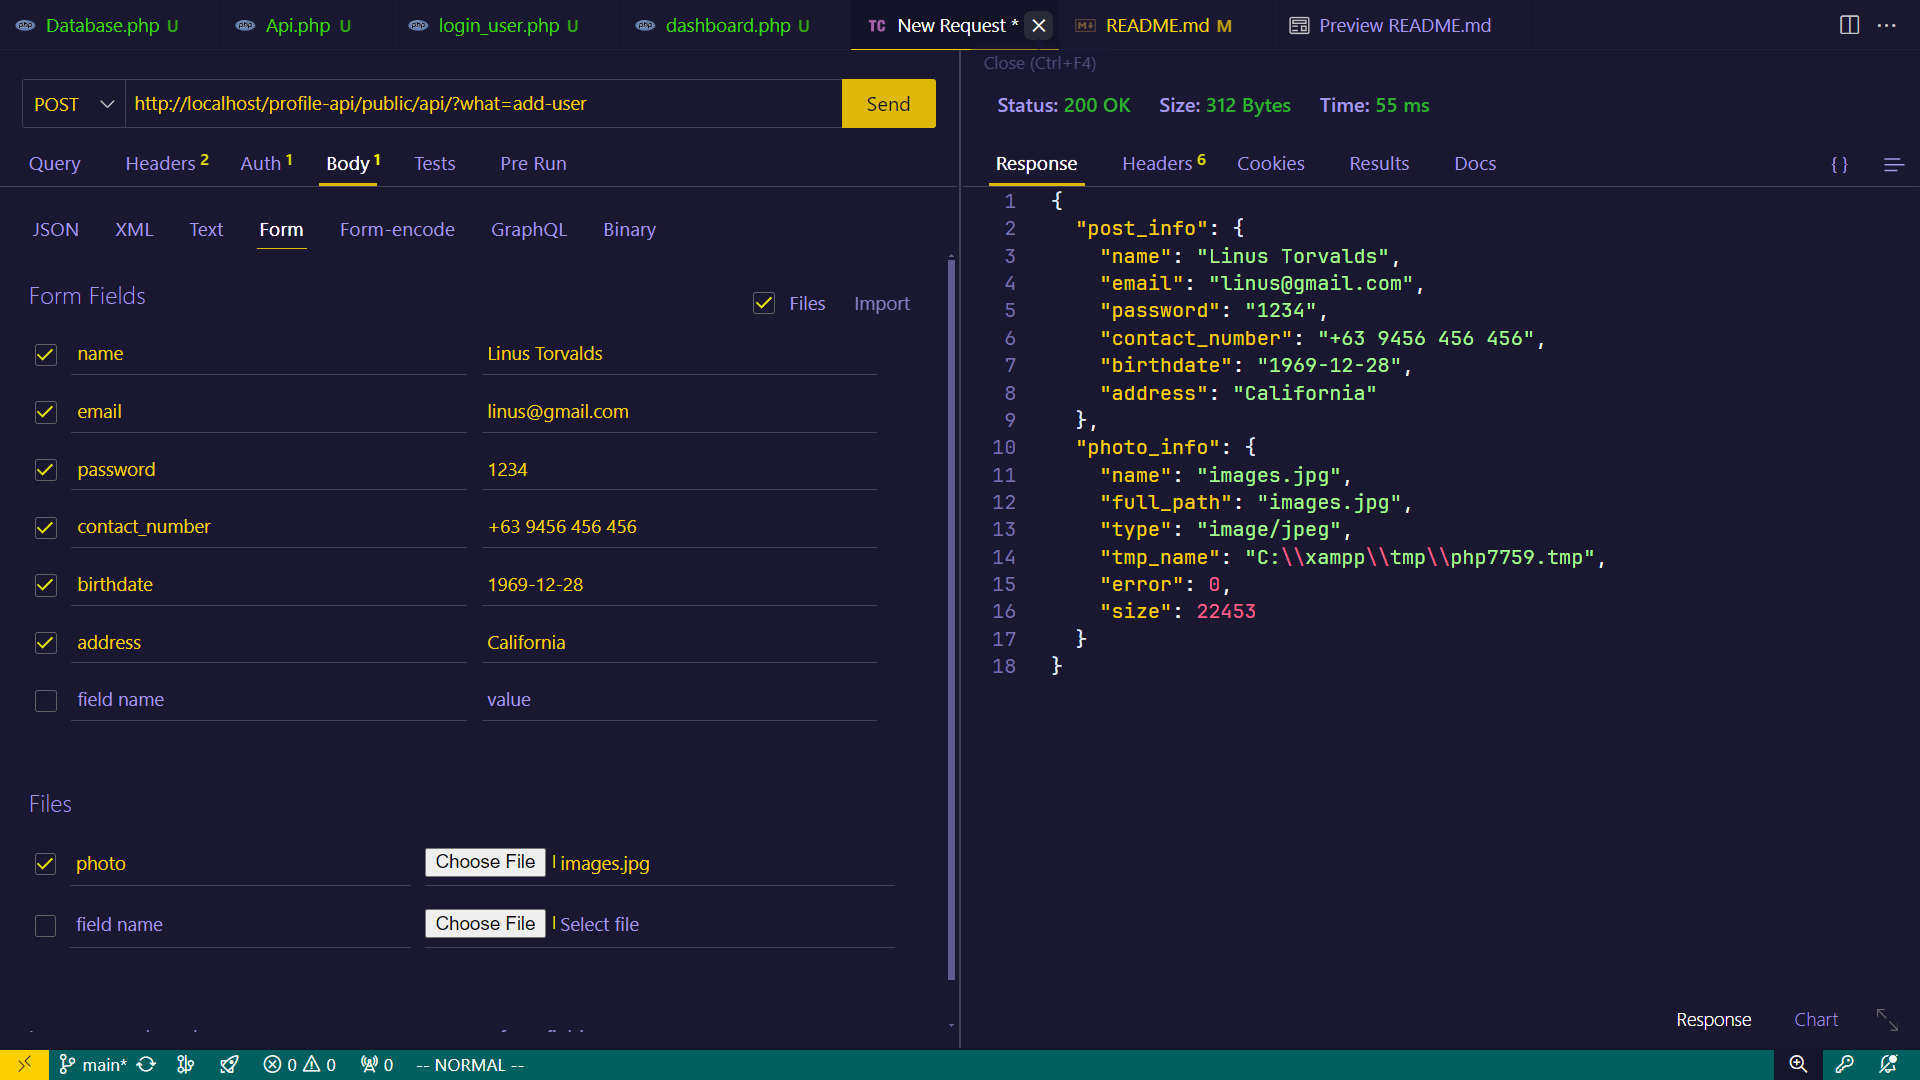 php Database.php U
php Api.php U
php login_user.php U
php dashboard.php U
TC New Request *
README.md M
Preview README.md
Close (Ctrl+F4)
POST
http://localhost/profile-api/public/api/?what=add-user
Send
Status: 200 OK Size: 312 Bytes Time: 55 ms
Query Headers 2 Auth 1 Body 1 Tests Pre Run
Response Headers 6 Cookies Results Docs { }
JSON XML Text Form Form-encode GraphQL Binary
Form Fields
Files Import
name Linus Torvalds
email linus@gmail.com
password 1234
contact_number +63 9456 456 456
birthdate 1969-12-28
address California
field name value
Files
photo Choose File images.jpg
field name Choose File Select file
1 {
2 "post_info": {
3 "name": "Linus Torvalds",
4 "email": "linus@gmail.com",
5 "password": "1234",
6 "contact_number": "+63 9456 456 456",
7 "birthdate": "1969-12-28",
8 "address": "California"
9 },
10 "photo_info": {
11 "name": "images.jpg",
12 "full_path": "images.jpg",
13 "type": "image/jpeg",
14 "tmp_name": "C:\\xampp\\tmp\\php7759.tmp",
15 "error": 0,
16 "size": 22453
17 }
18 }
Response Chart
main* 0 0 0 -- NORMAL --